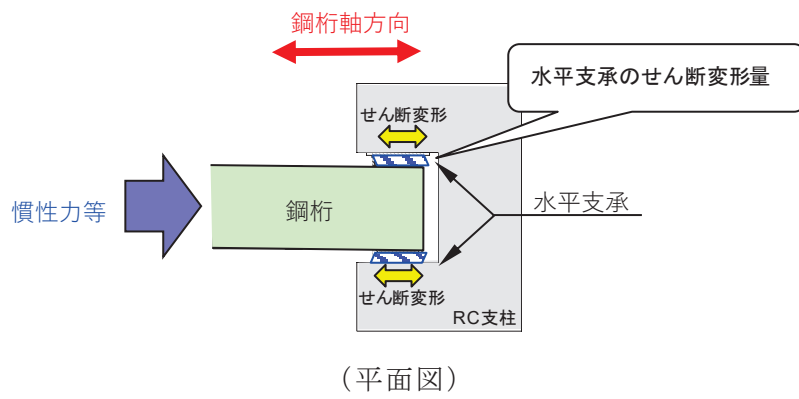 鋼桁軸方向
水平支承のせん断変形量
せん断変形
慣性力等
鋼桁
水平支承
せん断変形
RC支柱
（平面図）